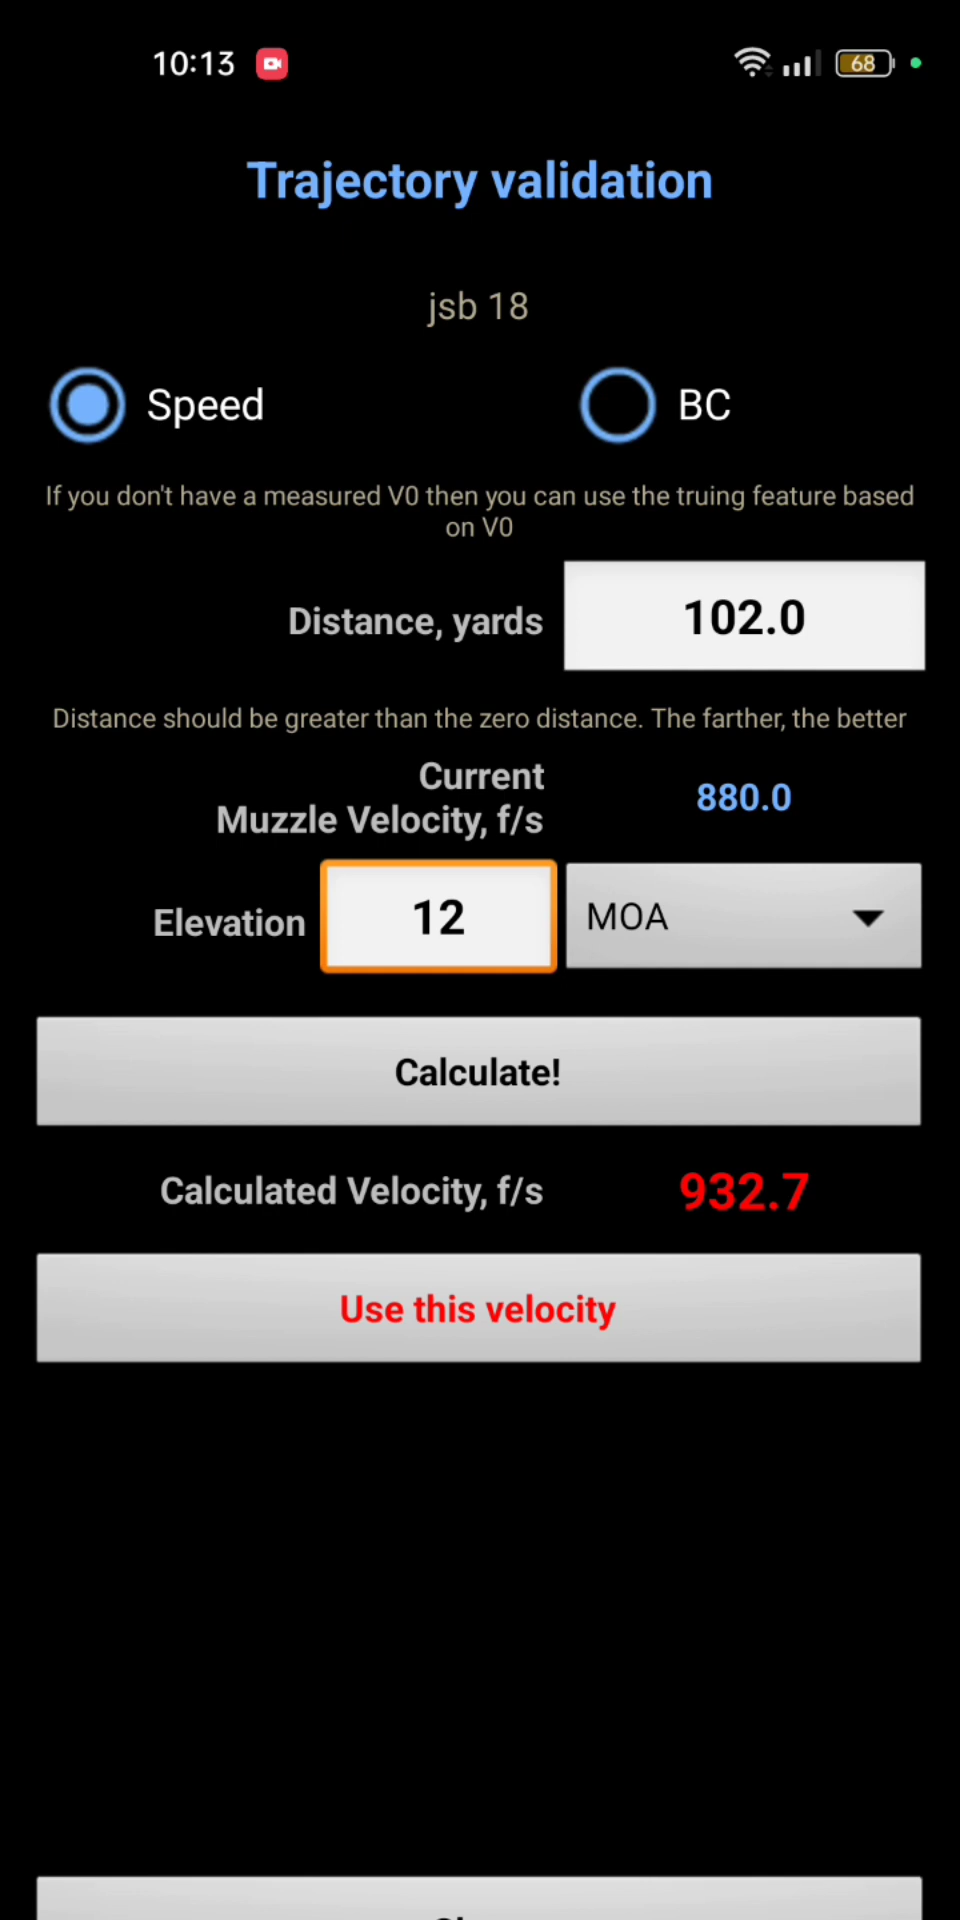 10:13
68
Trajectory validation
jsb 18
Speed
BC
If you don't have a measured V0 then you can use the truing feature based
on V0
Distance, yards
102.0
Distance should be greater than the zero distance. The farther, the better
Current
Muzzle Velocity, f/s
880.0
Elevation
12
MOA
Calculate!
Calculated Velocity, f/s
932.7
Use this velocity